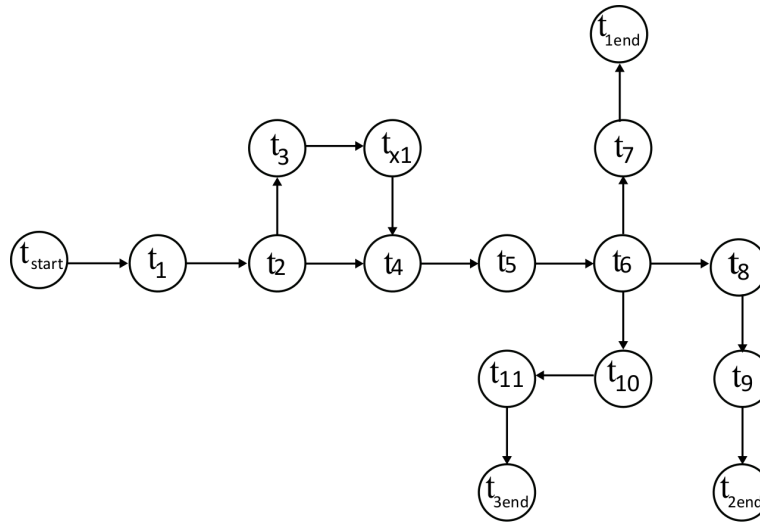 t1end
t3 tx1 t7
tstart t1 t2 t4 t5 t6 t8
t11 t10 t9
t3end t2end